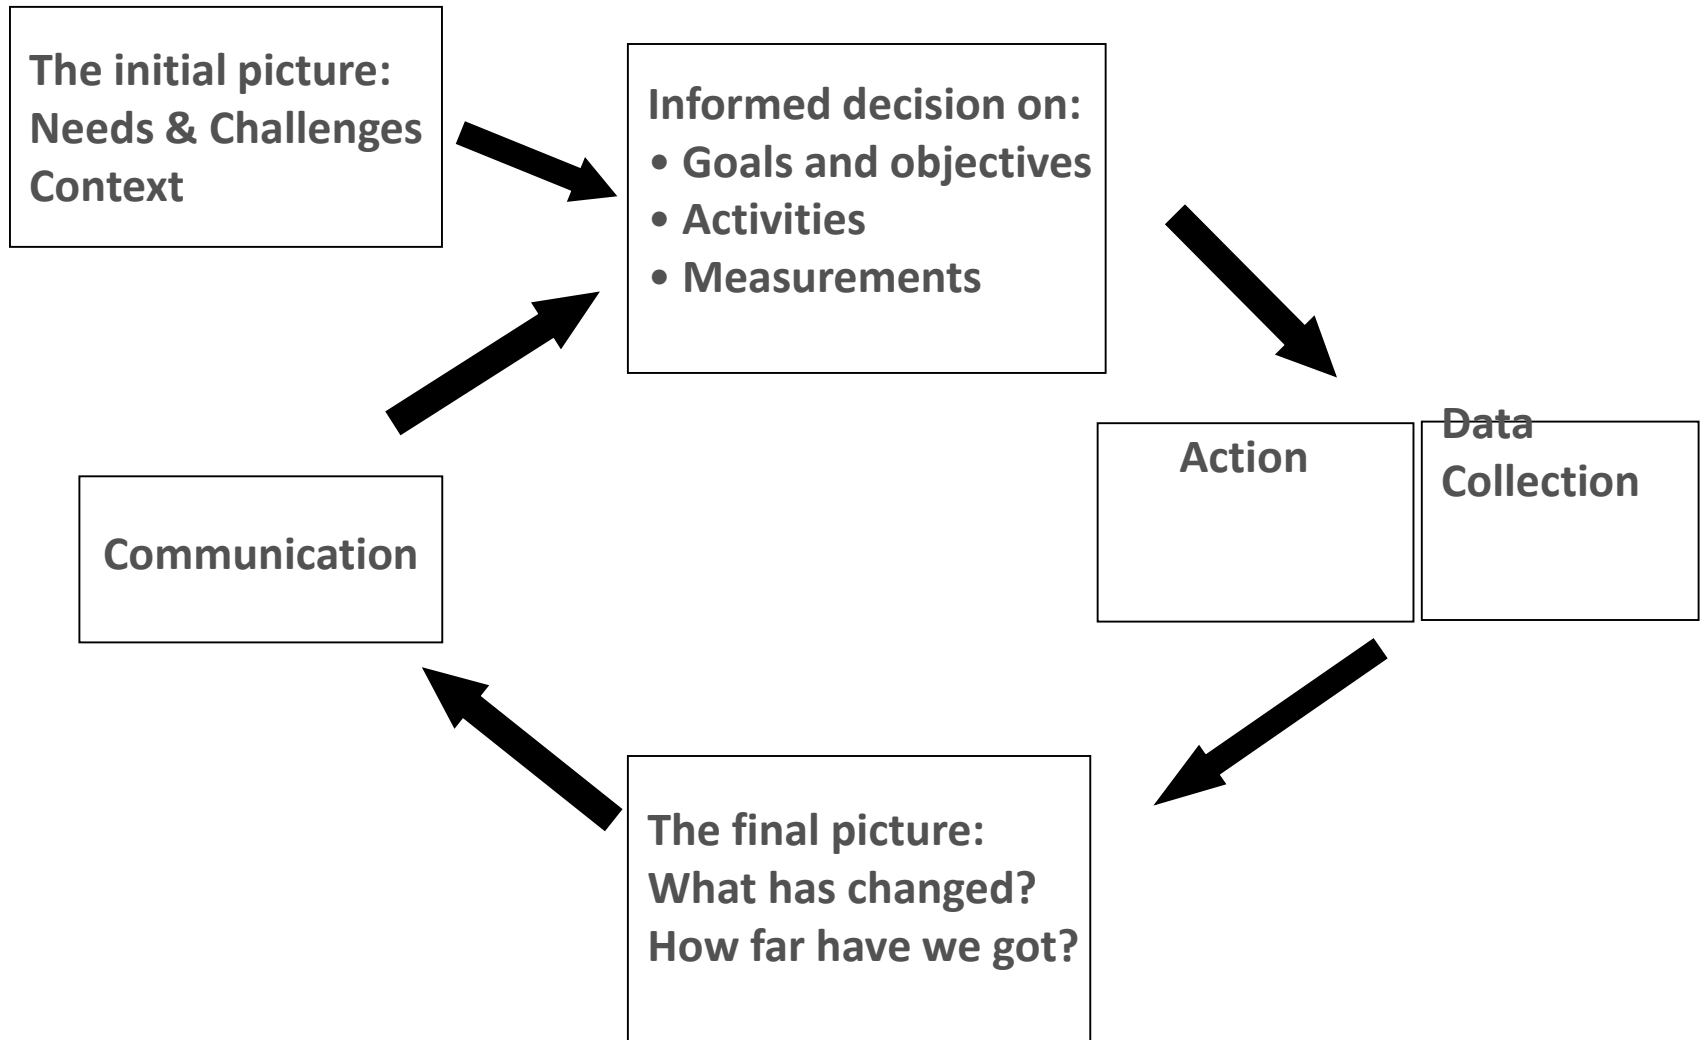 The initial picture:
Needs & Challenges
Context
Informed decision on:
• Goals and objectives
• Activities
• Measurements
Action
Data
Collection
Communication
The final picture:
What has changed?
How far have we got?